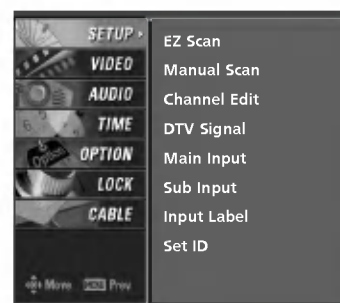 SETUP
VIDEO
AUDIO
TIME
OPTION
LOCK
CABLE
Move MENU Prev.
EZ Scan
Manual Scan
Channel Edit
DTV Signal
Main Input
Sub Input
Input Label
Set ID